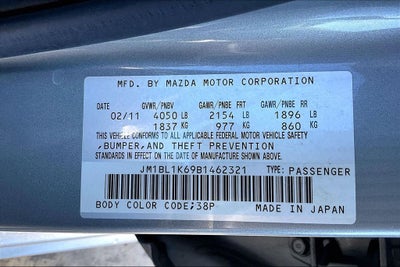 MFD. BY MAZDA MOTOR CORPORATION
DATE GVWR/PNBV GAWR/PNBE FRT GAWR/PNBE RR
02/11 4050 LB 2154 LB 1896 LB
1837 KG 977 KG 860 KG
THIS VEHICLE CONFORMS TO ALL APPLICABLE FEDERAL MOTOR VEHICLE SAFETY
,BUMPER,AND THEFT PREVENTION
STANDARDS IN EFFECT ON THE DATE OF MANUFACTURE SHOWN ABOVE.
JM1BL1K69B1462321 TYPE: PASSENGER
BODY COLOR CODE;38P MADE IN JAPAN